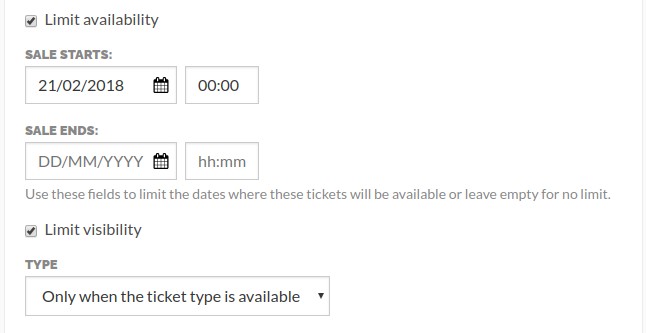 Limit availability
SALE STARTS:
21/02/2018 00:00
SALE ENDS:
DD/MM/YYYY hh:mm
Use these fields to limit the dates where these tickets will be available or leave empty for no limit.
Limit visibility
TYPE
Only when the ticket type is available